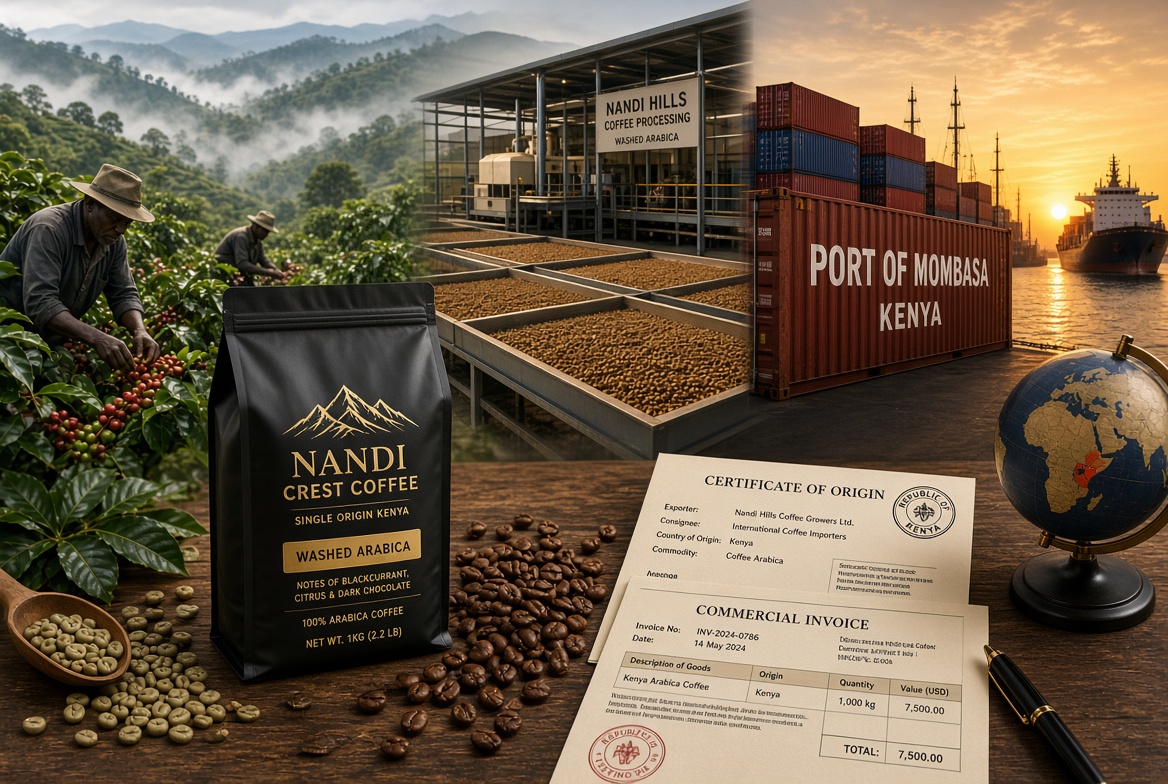 NANDI HILLS
COFFEE PROCESSING
WASHED ARABICA
PORT OF MOMBASA
KENYA
NANDI
CREST COFFEE
SINGLE ORIGIN KENYA
WASHED ARABICA
NOTES OF BLACKCURRANT,
CITRUS & DARK CHOCOLATE
100% ARABICA COFFEE
NET WT. 1KG (2.2 LB)
CERTIFICATE OF ORIGIN
REPUBLIC OF
KENYA
Exporter: Nandi Hills Coffee Growers Ltd.
Consignee: International Coffee Importers
Country of Origin: Kenya
Commodity: Coffee Arabica
COMMERCIAL INVOICE
Invoice No: INV-2024-0786
Date: 14 May 2024
Description of Goods Origin Quantity Value (USD)
Kenya Arabica Coffee Kenya 1,000 kg 7,500.00
TOTAL: 7,500.00